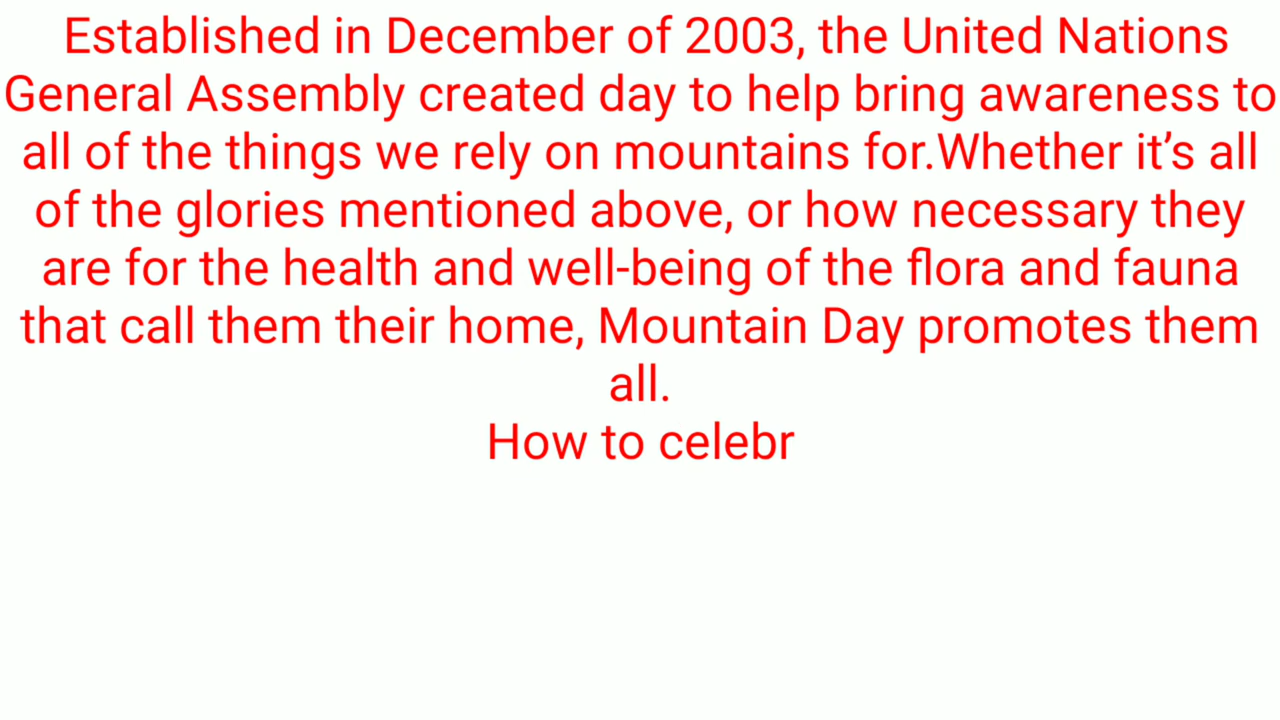 Established in December of 2003, the United Nations
General Assembly created day to help bring awareness to
all of the things we rely on mountains for.Whether it’s all
of the glories mentioned above, or how necessary they
are for the health and well-being of the flora and fauna
that call them their home, Mountain Day promotes them
all.
How to celebr